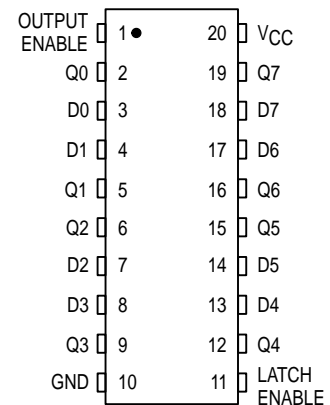 OUTPUT
ENABLE 1 20 VCC
Q0 2 19 Q7
D0 3 18 D7
D1 4 17 D6
Q1 5 16 Q6
Q2 6 15 Q5
D2 7 14 D5
D3 8 13 D4
Q3 9 12 Q4
GND 10 11 LATCH
ENABLE